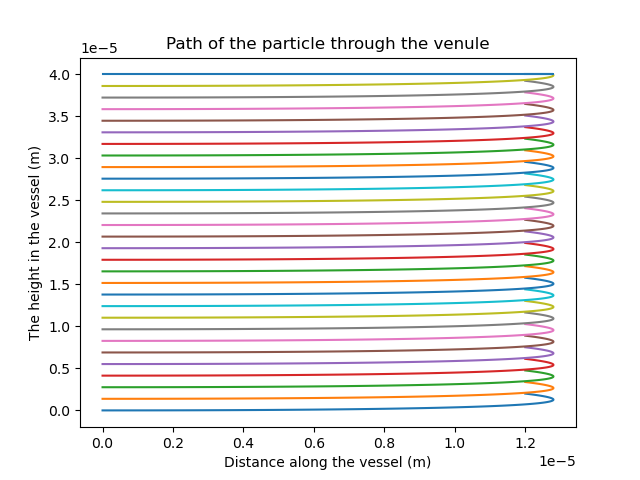 Path of the particle through the venule
1e−5
4.0
3.5
3.0
2.5
2.0
1.5
1.0
0.5
0.0
The height in the vessel (m)
0.0 0.2 0.4 0.6 0.8 1.0 1.2
1e−5
Distance along the vessel (m)